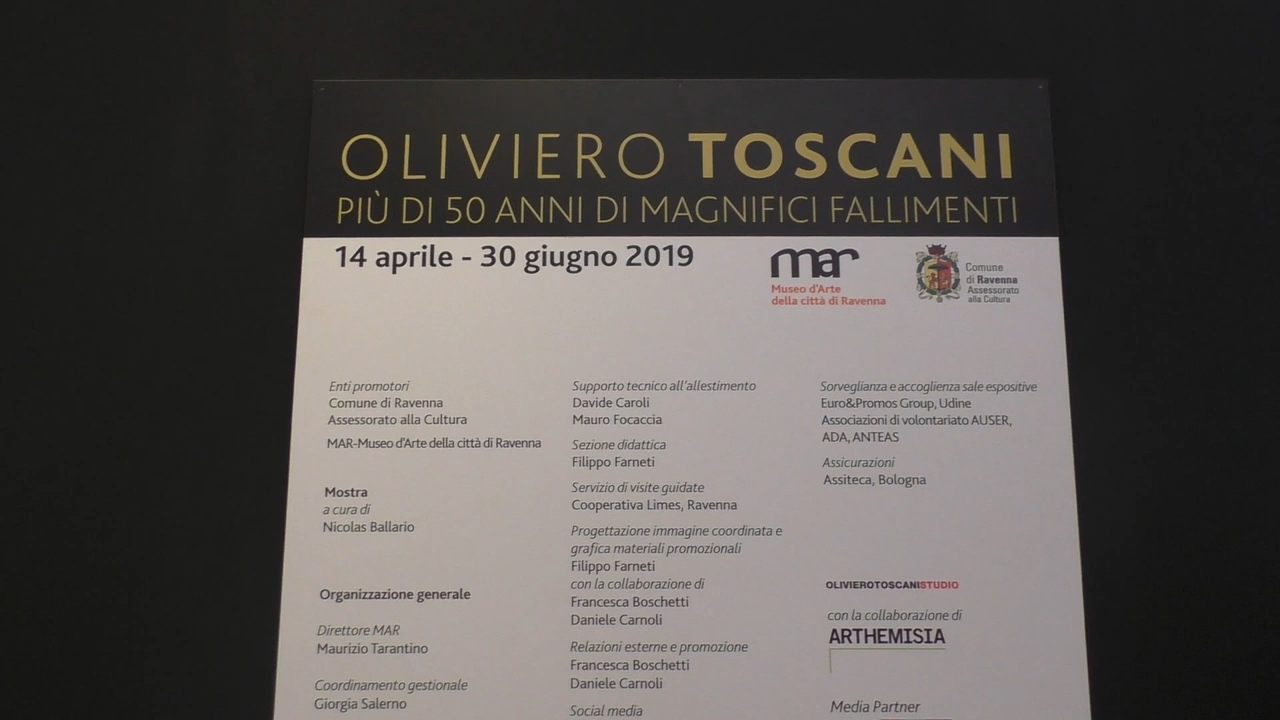 OLIVIERO TOSCANI
PIÙ DI 50 ANNI DI MAGNIFICI FALLIMENTI
14 aprile - 30 giugno 2019
mar
Museo d'Arte
della città di Ravenna
Comune
di Ravenna
Assessorato
alla Cultura
Enti promotori
Comune di Ravenna
Assessorato alla Cultura
MAR-Museo d'Arte della città di Ravenna
Mostra
a cura di
Nicolas Ballario
Organizzazione generale
Direttore MAR
Maurizio Tarantino
Coordinamento gestionale
Giorgia Salerno
Supporto tecnico all'allestimento
Davide Caroli
Mauro Focaccia
Sezione didattica
Filippo Farneti
Servizio di visite guidate
Cooperativa Limes, Ravenna
Progettazione immagine coordinata e
grafica materiali promozionali
Filippo Farneti
con la collaborazione di
Francesca Boschetti
Daniele Carnoli
Relazioni esterne e promozione
Francesca Boschetti
Daniele Carnoli
Social media
Sorveglianza e accoglienza sale espositive
Euro&Promos Group, Udine
Associazioni di volontariato AUSER,
ADA, ANTEAS
Assicurazioni
Assiteca, Bologna
OLIVIEROTOSCANISTUDIO
con la collaborazione di
ARTHEMISIA
Media Partner